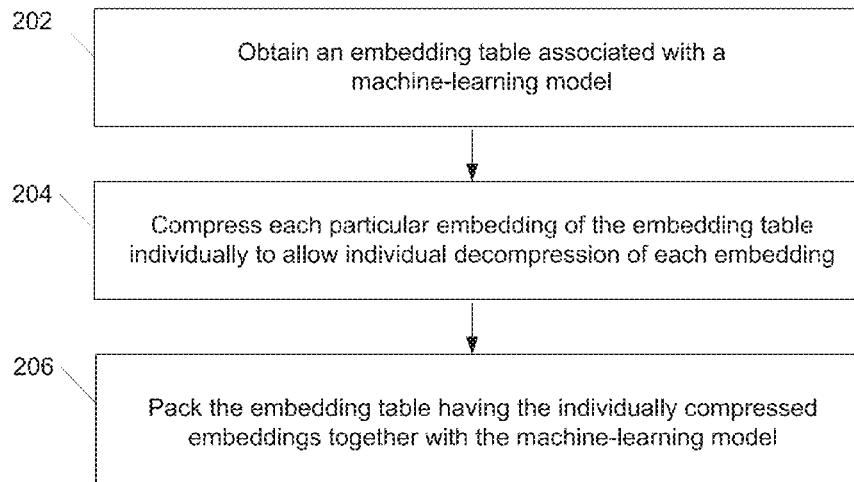 202
Obtain an embedding table associated with a
machine-learning model
204
Compress each particular embedding of the embedding table
individually to allow individual decompression of each embedding
206
Pack the embedding table having the individually compressed
embeddings together with the machine-learning model